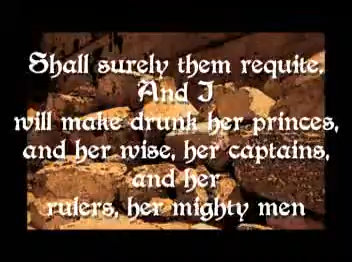 Shall surely them requite.
And I
will make drunk her princes,
and her wise, her captains,
and her
rulers, her mighty men